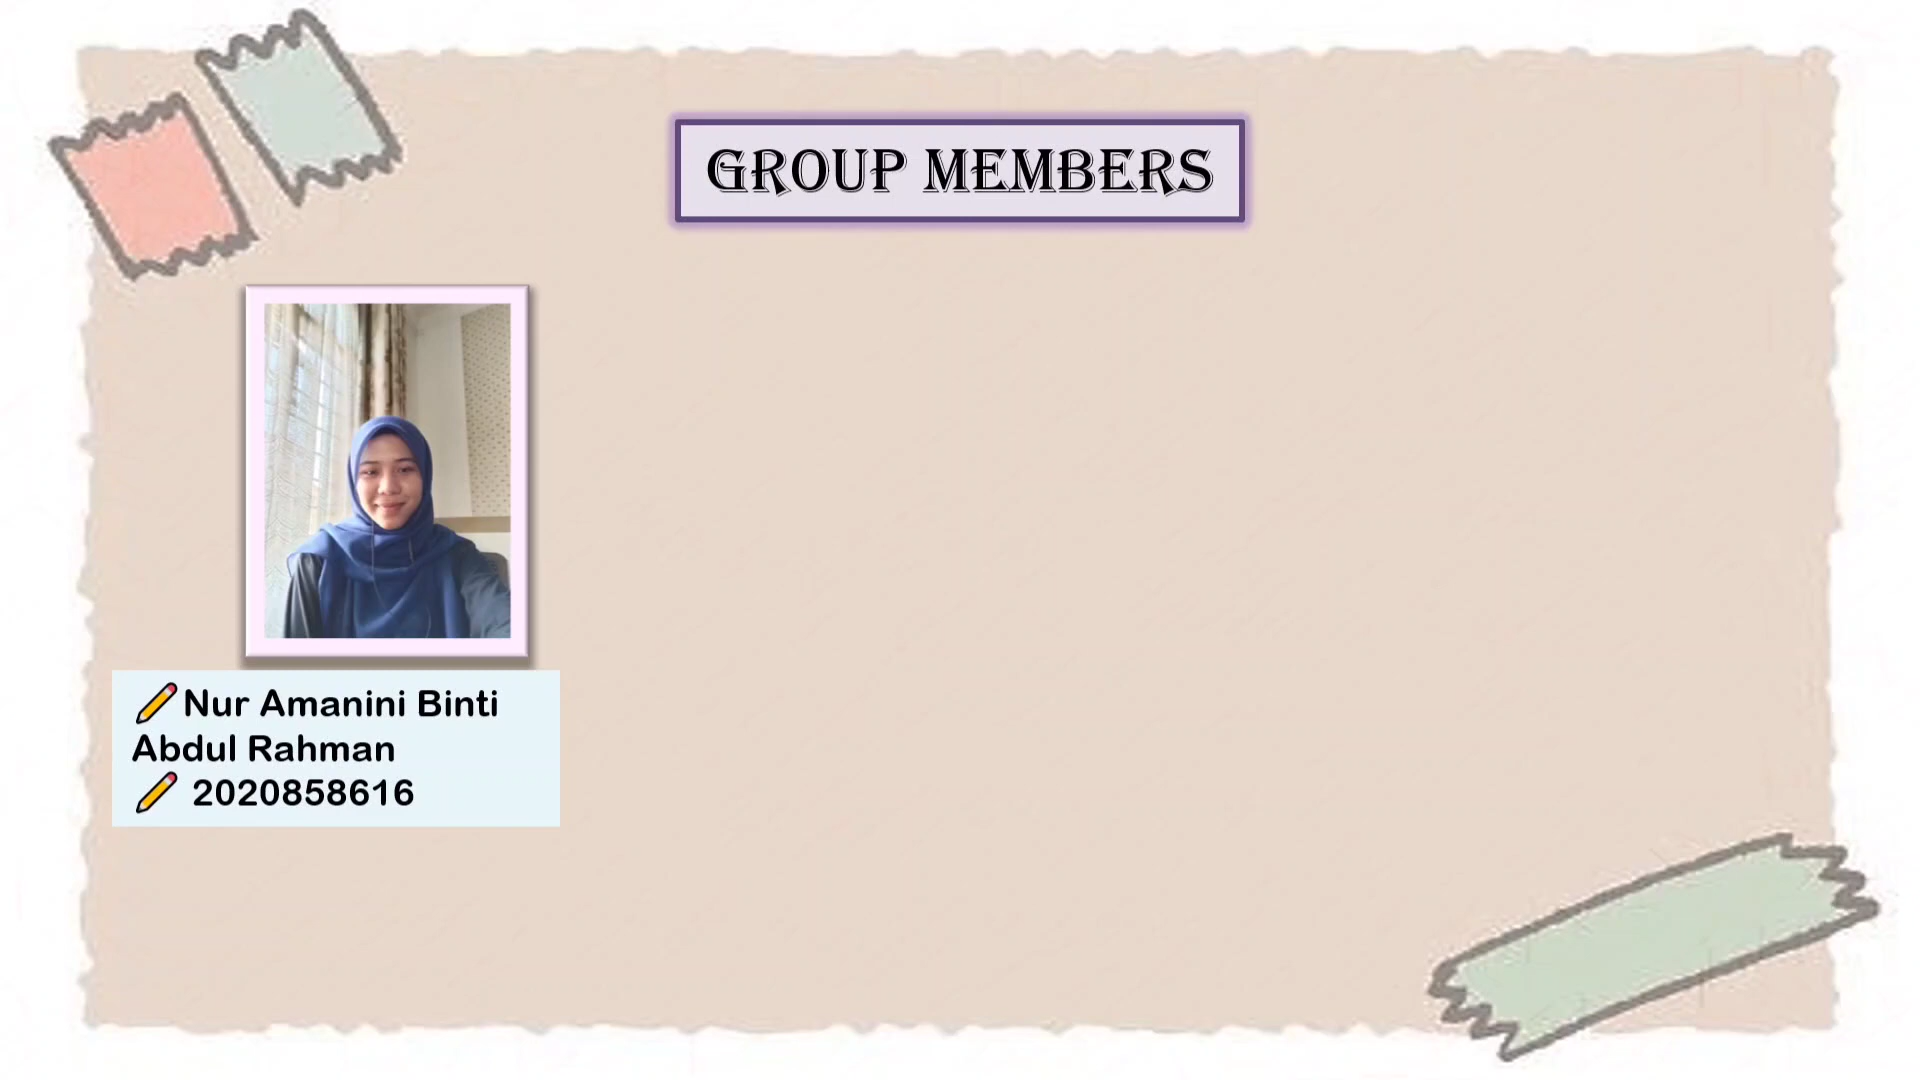 GROUP MEMBERS
✏️Nur Amanini Binti
Abdul Rahman
✏️ 2020858616